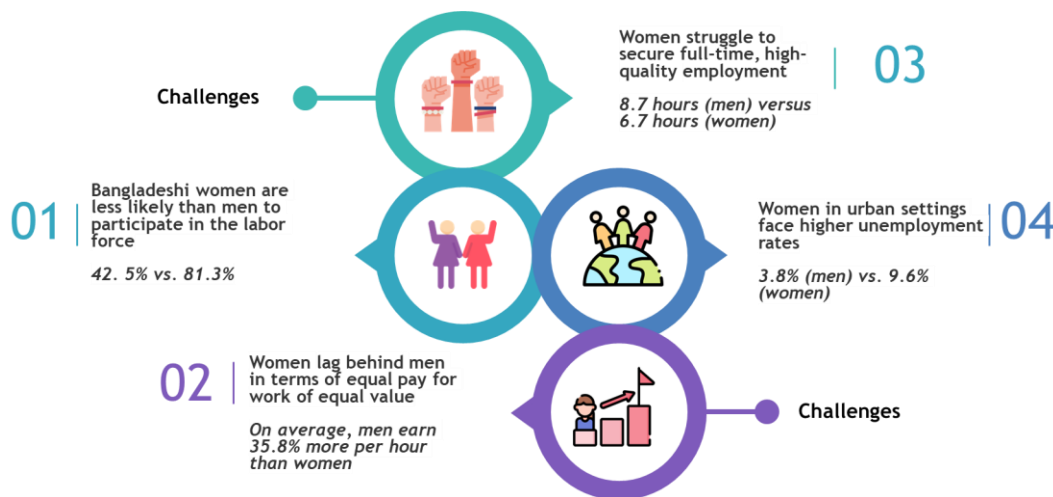 Challenges
Women struggle to
secure full-time, high-
quality employment
8.7 hours (men) versus
6.7 hours (women)
03
01
Bangladeshi women are
less likely than men to
participate in the labor
force
42. 5% vs. 81.3%
Women in urban settings
face higher unemployment
rates
3.8% (men) vs. 9.6%
(women)
04
02
Women lag behind men
in terms of equal pay for
work of equal value
On average, men earn
35.8% more per hour
than women
Challenges